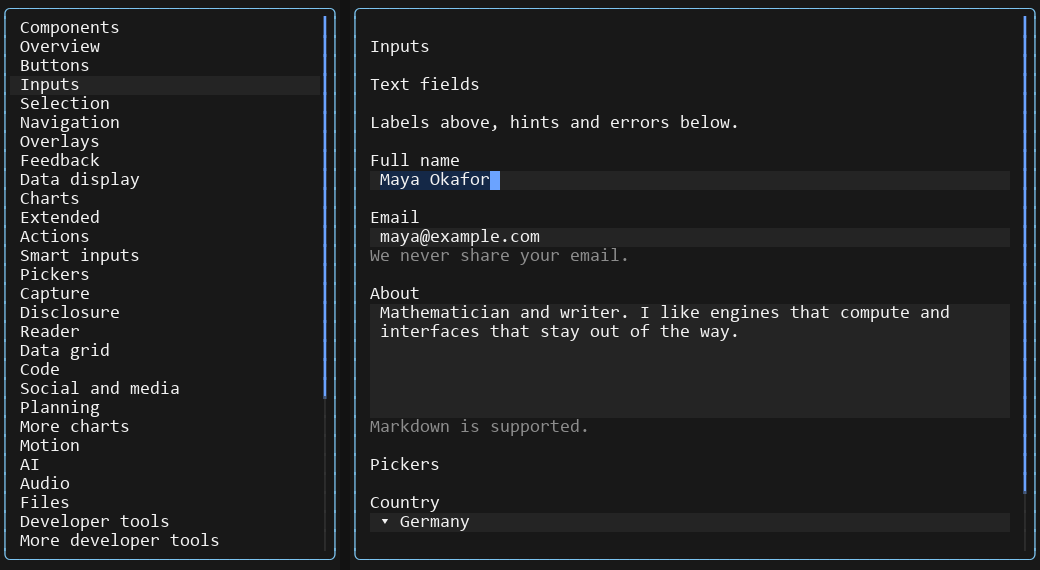 Components
Overview
Buttons
Inputs
Selection
Navigation
Overlays
Feedback
Data display
Charts
Extended
Actions
Smart inputs
Pickers
Capture
Disclosure
Reader
Data grid
Code
Social and media
Planning
More charts
Motion
AI
Audio
Files
Developer tools
More developer tools
Inputs
Text fields
Labels above, hints and errors below.
Full name
Maya Okafor
Email
maya@example.com
We never share your email.
About
Mathematician and writer. I like engines that compute and
interfaces that stay out of the way.
Markdown is supported.
Pickers
Country
▾ Germany